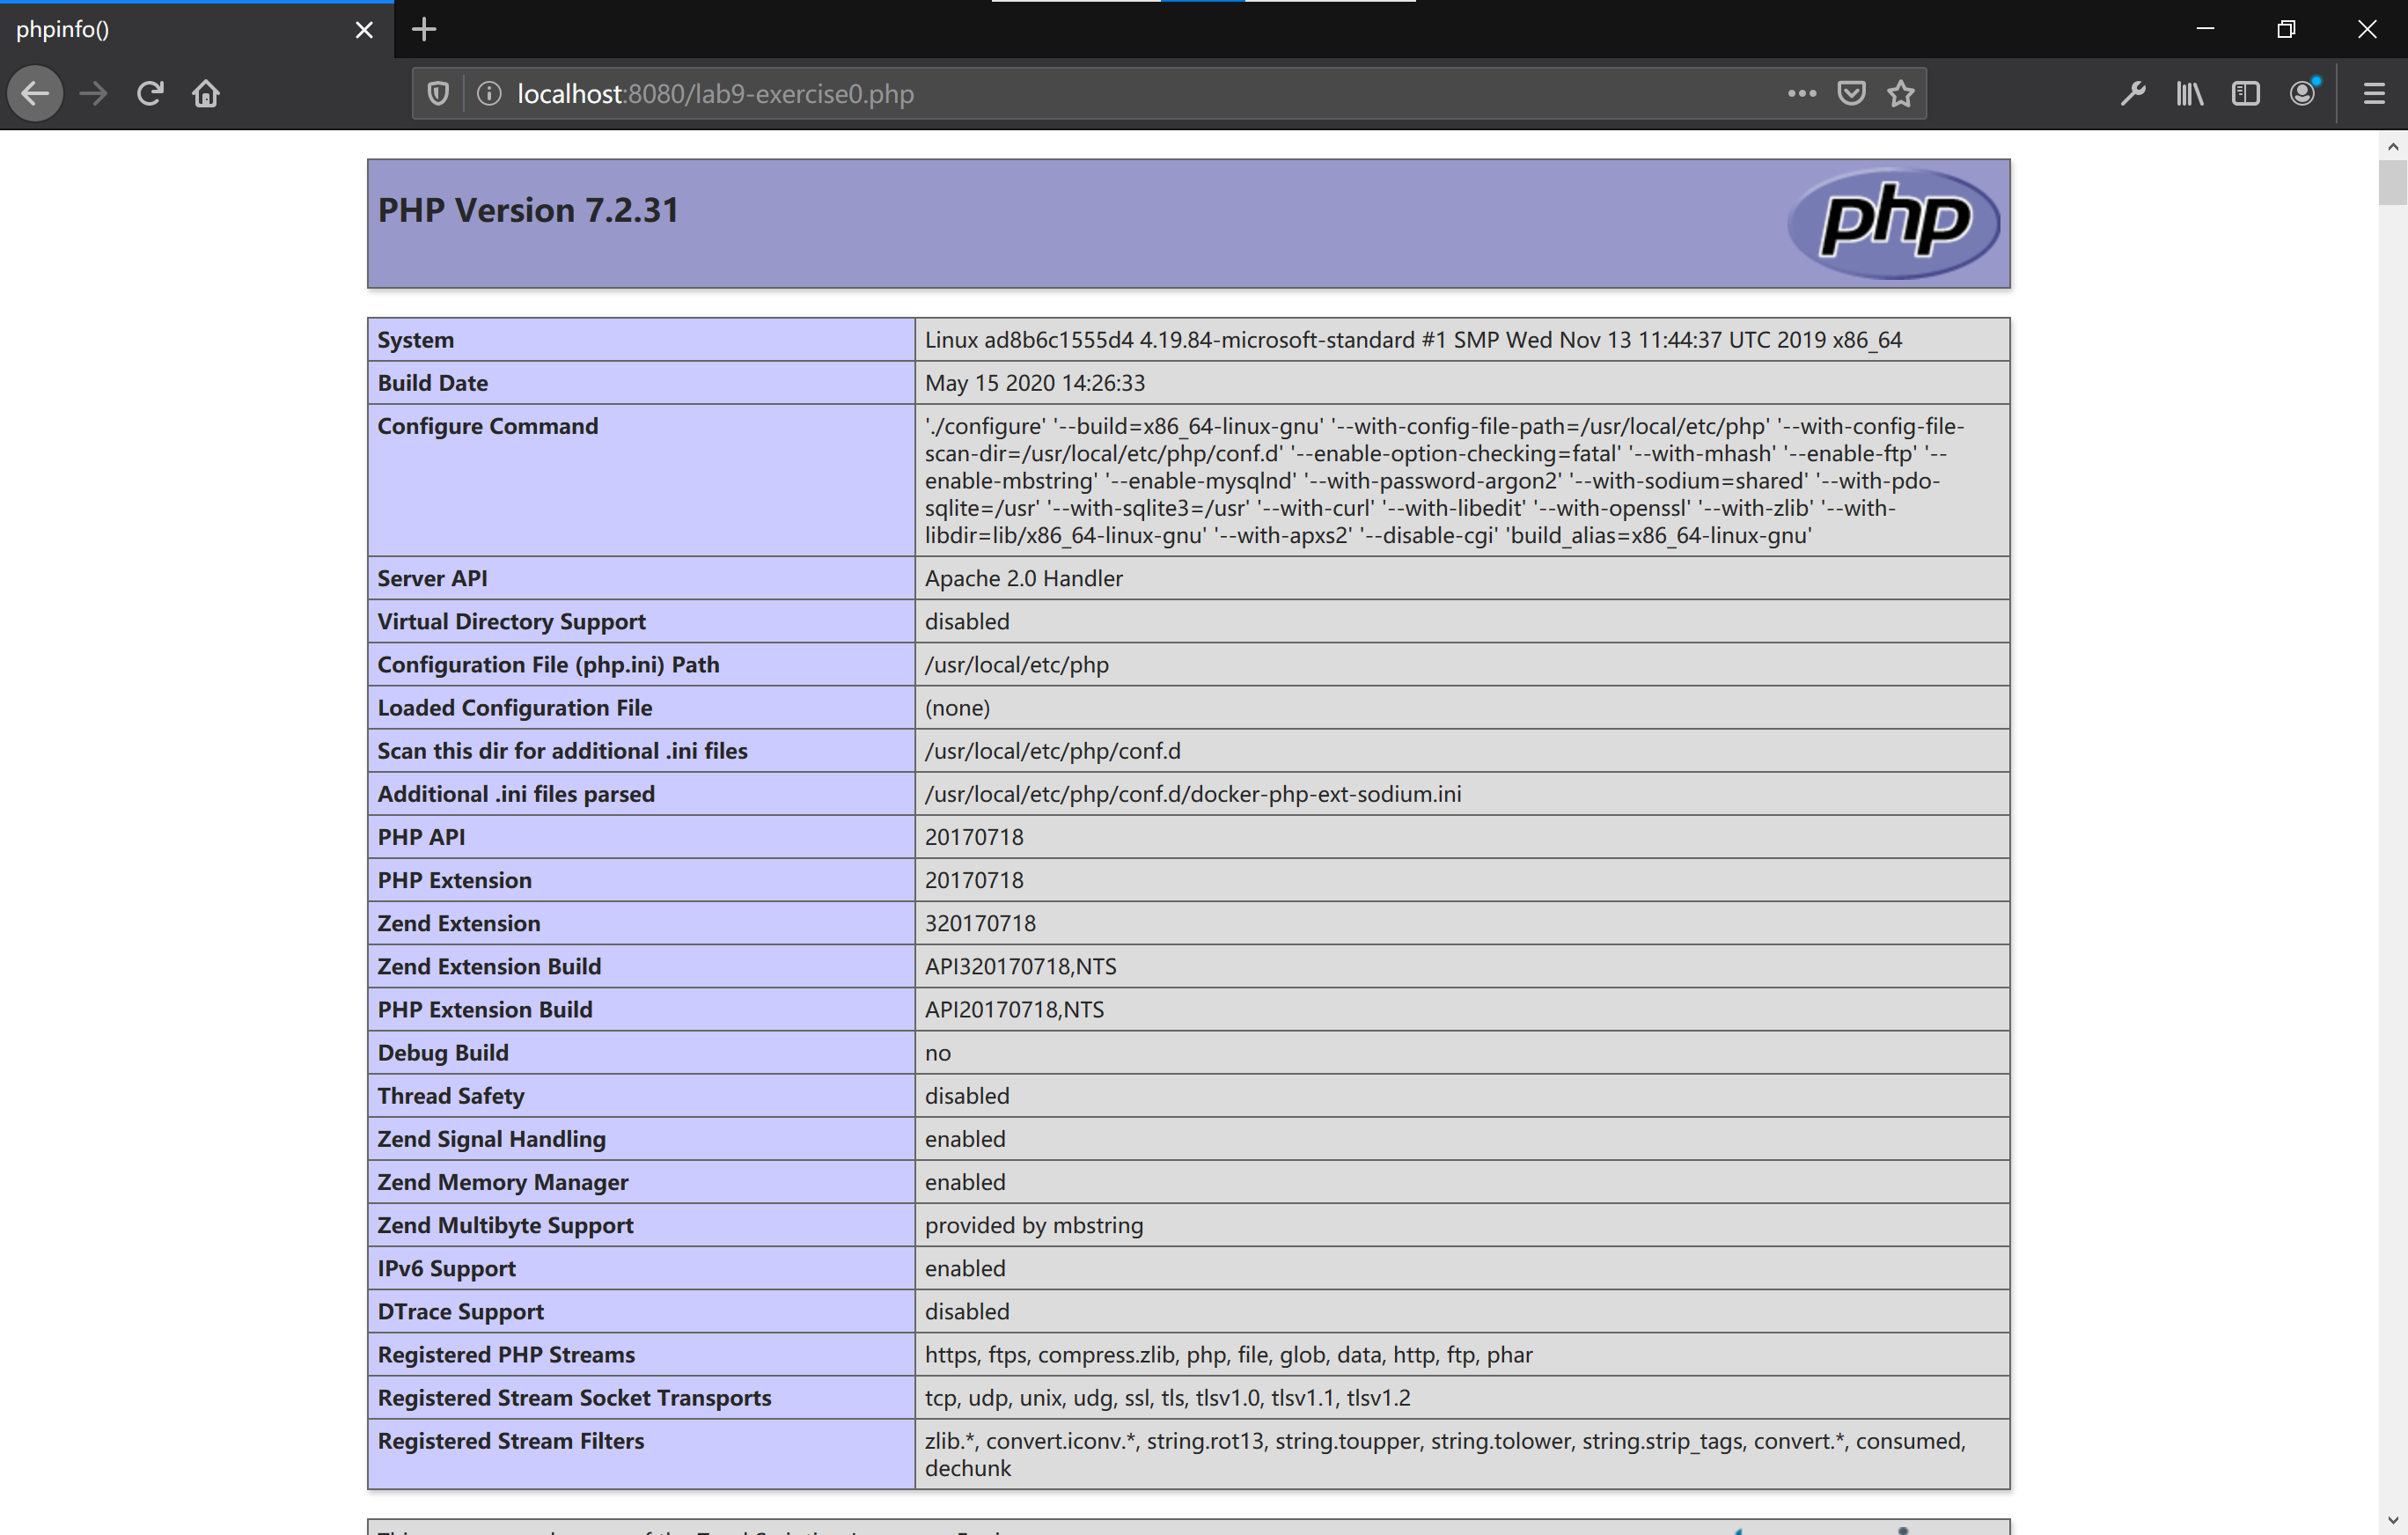 phpinfo()
localhost:8080/lab9-exercise0.php
PHP Version 7.2.31
php
System Linux ad8b6c1555d4 4.19.84-microsoft-standard #1 SMP Wed Nov 13 11:44:37 UTC 2019 x86_64
Build Date May 15 2020 14:26:33
Configure Command './configure' '--build=x86_64-linux-gnu' '--with-config-file-path=/usr/local/etc/php' '--with-config-file-
scan-dir=/usr/local/etc/php/conf.d' '--enable-option-checking=fatal' '--with-mhash' '--enable-ftp' '--
enable-mbstring' '--enable-mysqlnd' '--with-password-argon2' '--with-sodium=shared' '--with-pdo-
sqlite=/usr' '--with-sqlite3=/usr' '--with-curl' '--with-libedit' '--with-openssl' '--with-zlib' '--with-
libdir=lib/x86_64-linux-gnu' '--with-apxs2' '--disable-cgi' 'build_alias=x86_64-linux-gnu'
Server API Apache 2.0 Handler
Virtual Directory Support disabled
Configuration File (php.ini) Path /usr/local/etc/php
Loaded Configuration File (none)
Scan this dir for additional .ini files /usr/local/etc/php/conf.d
Additional .ini files parsed /usr/local/etc/php/conf.d/docker-php-ext-sodium.ini
PHP API 20170718
PHP Extension 20170718
Zend Extension 320170718
Zend Extension Build API320170718,NTS
PHP Extension Build API20170718,NTS
Debug Build no
Thread Safety disabled
Zend Signal Handling enabled
Zend Memory Manager enabled
Zend Multibyte Support provided by mbstring
IPv6 Support enabled
DTrace Support disabled
Registered PHP Streams https, ftps, compress.zlib, php, file, glob, data, http, ftp, phar
Registered Stream Socket Transports tcp, udp, unix, udg, ssl, tls, tlsv1.0, tlsv1.1, tlsv1.2
Registered Stream Filters zlib.*, convert.iconv.*, string.rot13, string.toupper, string.tolower, string.strip_tags, convert.*, consumed,
dechunk